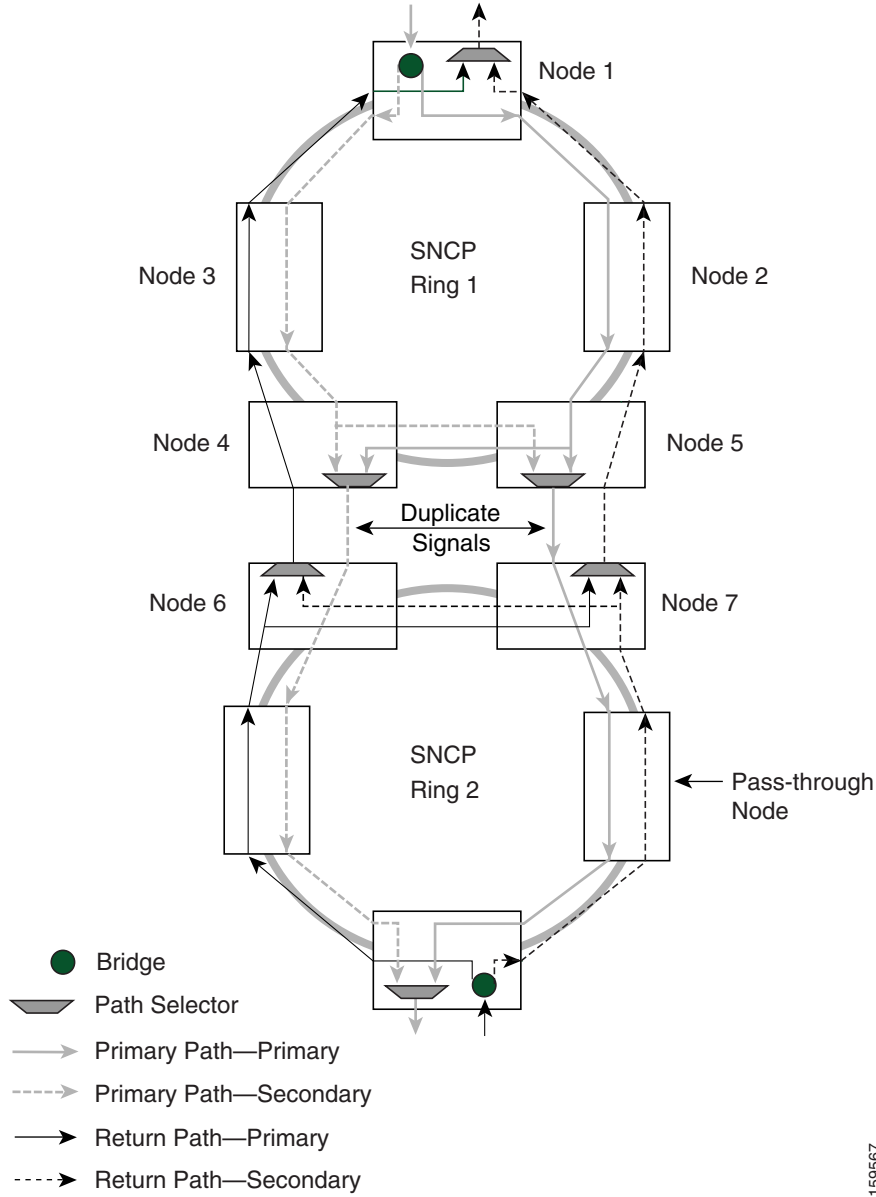 Node 1
SNCP
Ring 1
Node 3
Node 2
Node 4
Node 5
Duplicate
Signals
Node 6
Node 7
SNCP
Ring 2
Pass-through
Node
Bridge
Path Selector
Primary Path—Primary
Primary Path—Secondary
Return Path—Primary
Return Path—Secondary
159567